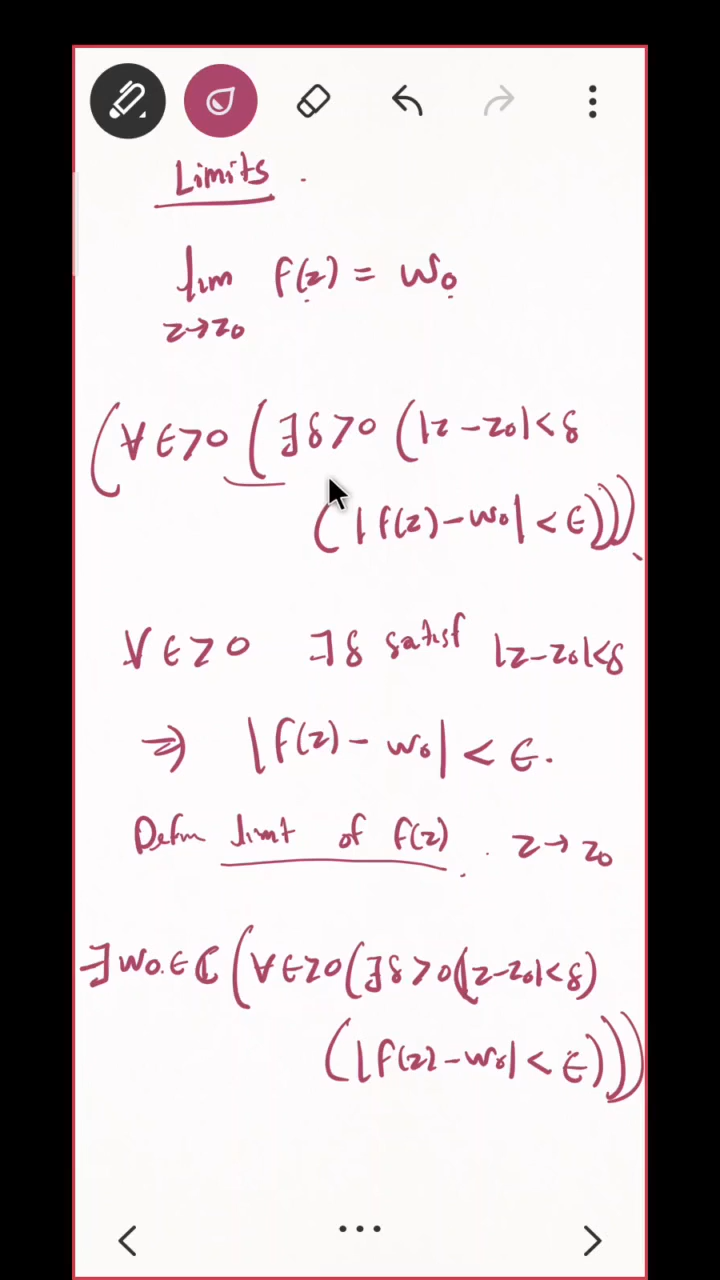 Limits .
lim f(z) = w₀
z→z₀
(∀ ϵ>0 (∃ δ>0 (|z-z₀|<δ
(|f(z)-w₀|<ϵ))).
∀ ϵ>0 ∃ δ satisf |z-z₀|<δ
⇒ |f(z)-w₀| < ϵ.
Defn limit of f(z) . z→z₀
∃ w₀.∈ ℂ (∀ ϵ>0 (∃ δ>0 (|z-z₀|<δ)
(|f(z)-w₀|<ϵ)))